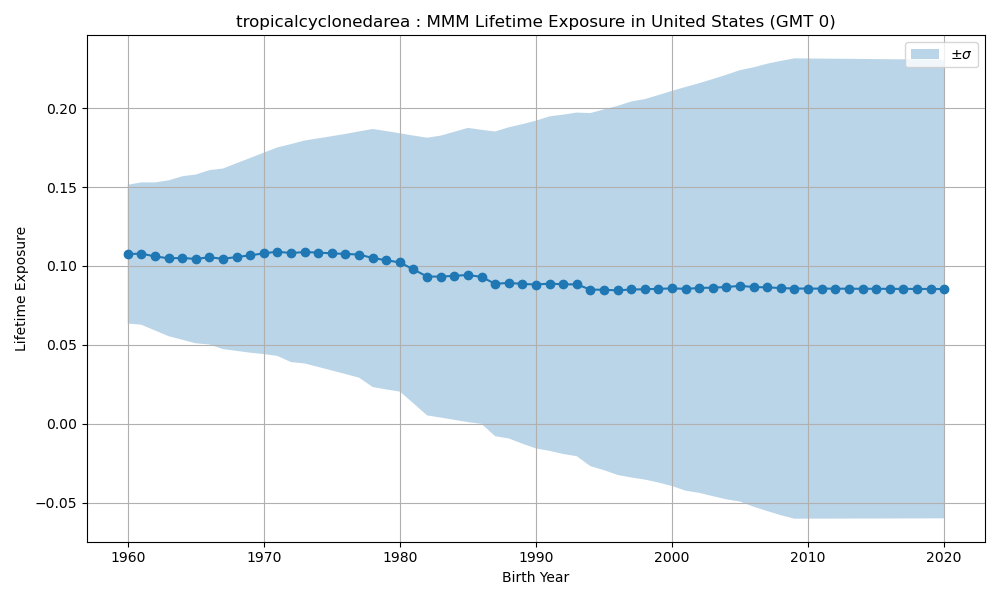 tropicalcyclonedarea : MMM Lifetime Exposure in United States (GMT 0)
±σ
0.20
0.15
0.10
0.05
0.00
−0.05
Lifetime Exposure
1960 1970 1980 1990 2000 2010 2020
Birth Year